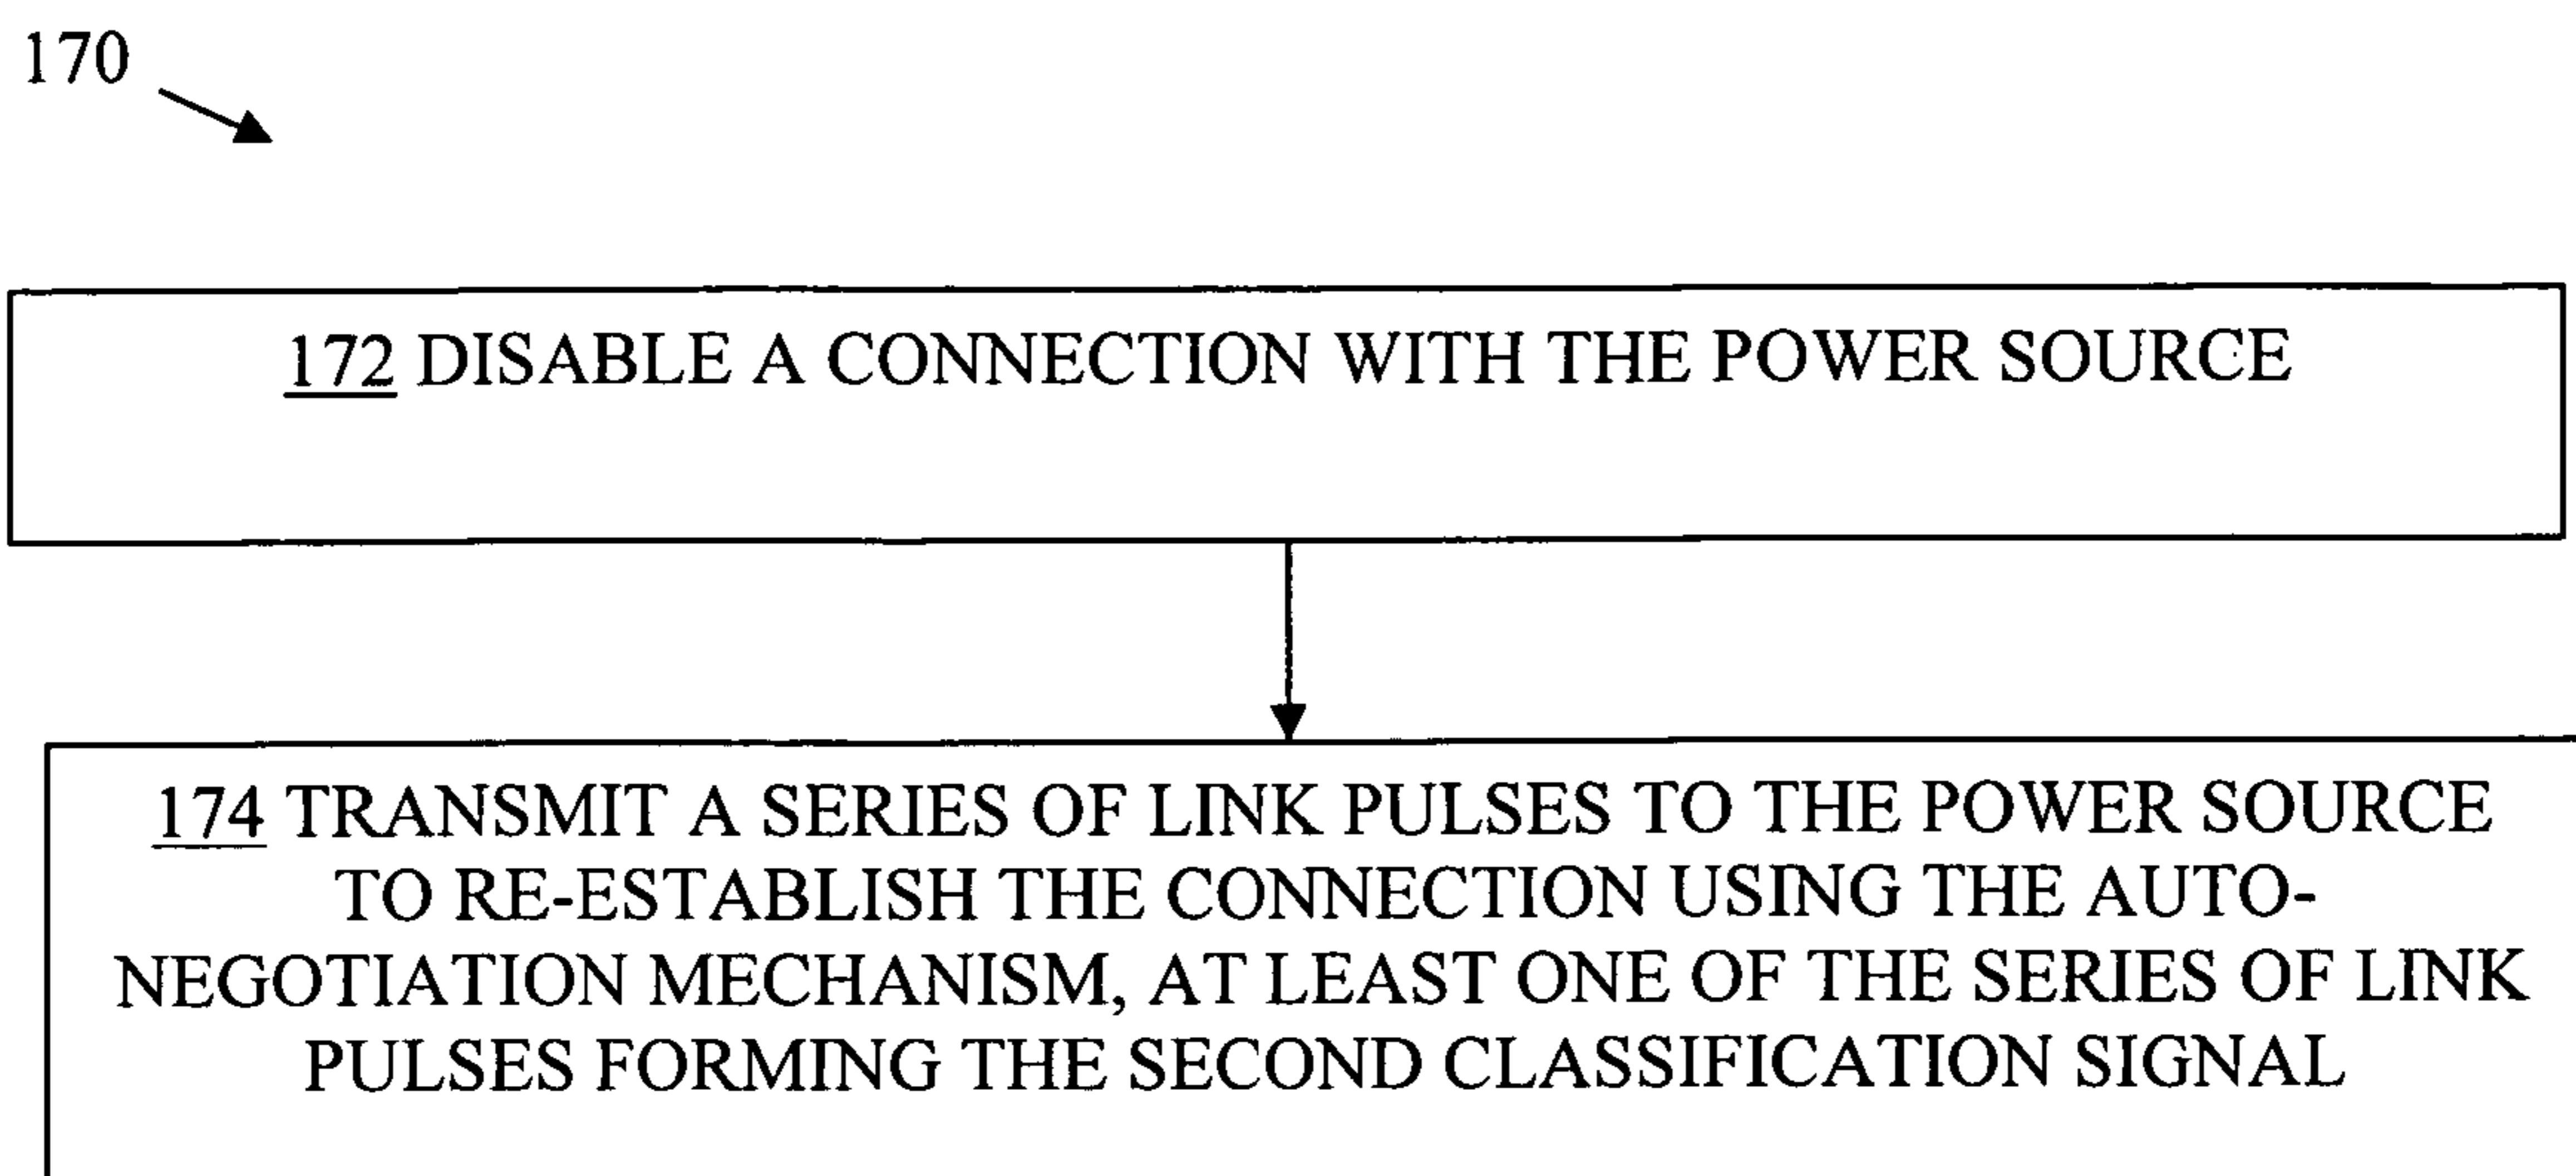 170
172 DISABLE A CONNECTION WITH THE POWER SOURCE
174 TRANSMIT A SERIES OF LINK PULSES TO THE POWER SOURCE
TO RE-ESTABLISH THE CONNECTION USING THE AUTO-
NEGOTIATION MECHANISM, AT LEAST ONE OF THE SERIES OF LINK
PULSES FORMING THE SECOND CLASSIFICATION SIGNAL